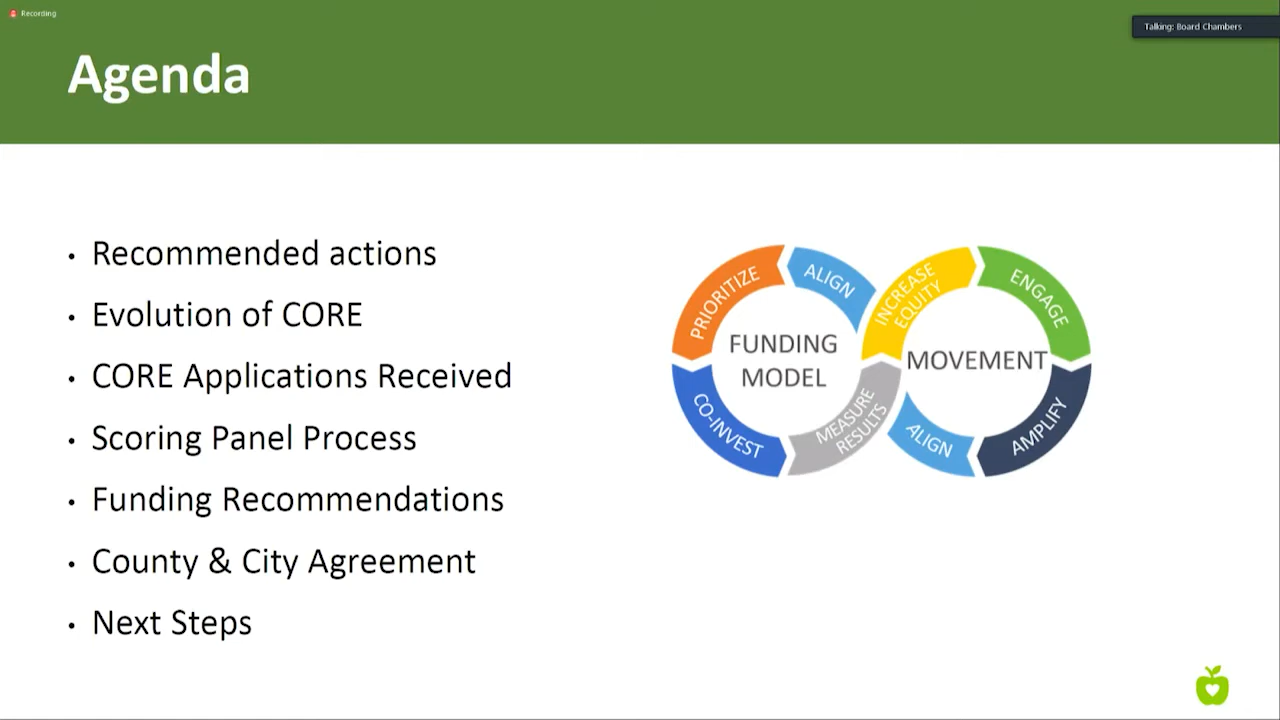 Recording
Talking: Board Chambers
Agenda
• Recommended actions
• Evolution of CORE
• CORE Applications Received
• Scoring Panel Process
• Funding Recommendations
• County & City Agreement
• Next Steps
PRIORITIZE
ALIGN
INCREASE
EQUITY
ENGAGE
FUNDING
MODEL
MOVEMENT
CO-INVEST
MEASURE
RESULTS
ALIGN
AMPLIFY